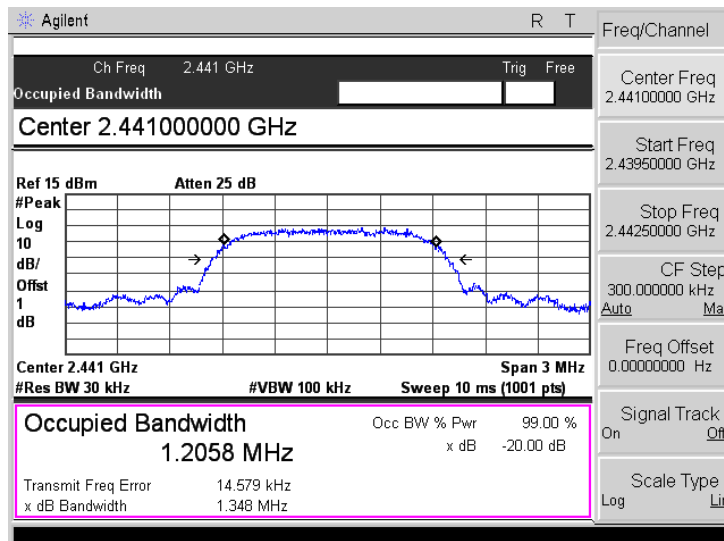 Agilent R T
Ch Freq 2.441 GHz Trig Free
Occupied Bandwidth
Center 2.441000000 GHz
Ref 15 dBm Atten 25 dB
#Peak
Log
10
dB/
Offst
1
dB
Center 2.441 GHz Span 3 MHz
#Res BW 30 kHz #VBW 100 kHz Sweep 10 ms (1001 pts)
Occupied Bandwidth Occ BW % Pwr 99.00 %
1.2058 MHz x dB -20.00 dB
Transmit Freq Error 14.579 kHz
x dB Bandwidth 1.348 MHz
Freq/Channel
Center Freq
2.44100000 GHz
Start Freq
2.43950000 GHz
Stop Freq
2.44250000 GHz
CF Step
300.000000 kHz
Auto Ma
Freq Offset
0.00000000 Hz
Signal Track
On Off
Scale Type
Log Lin